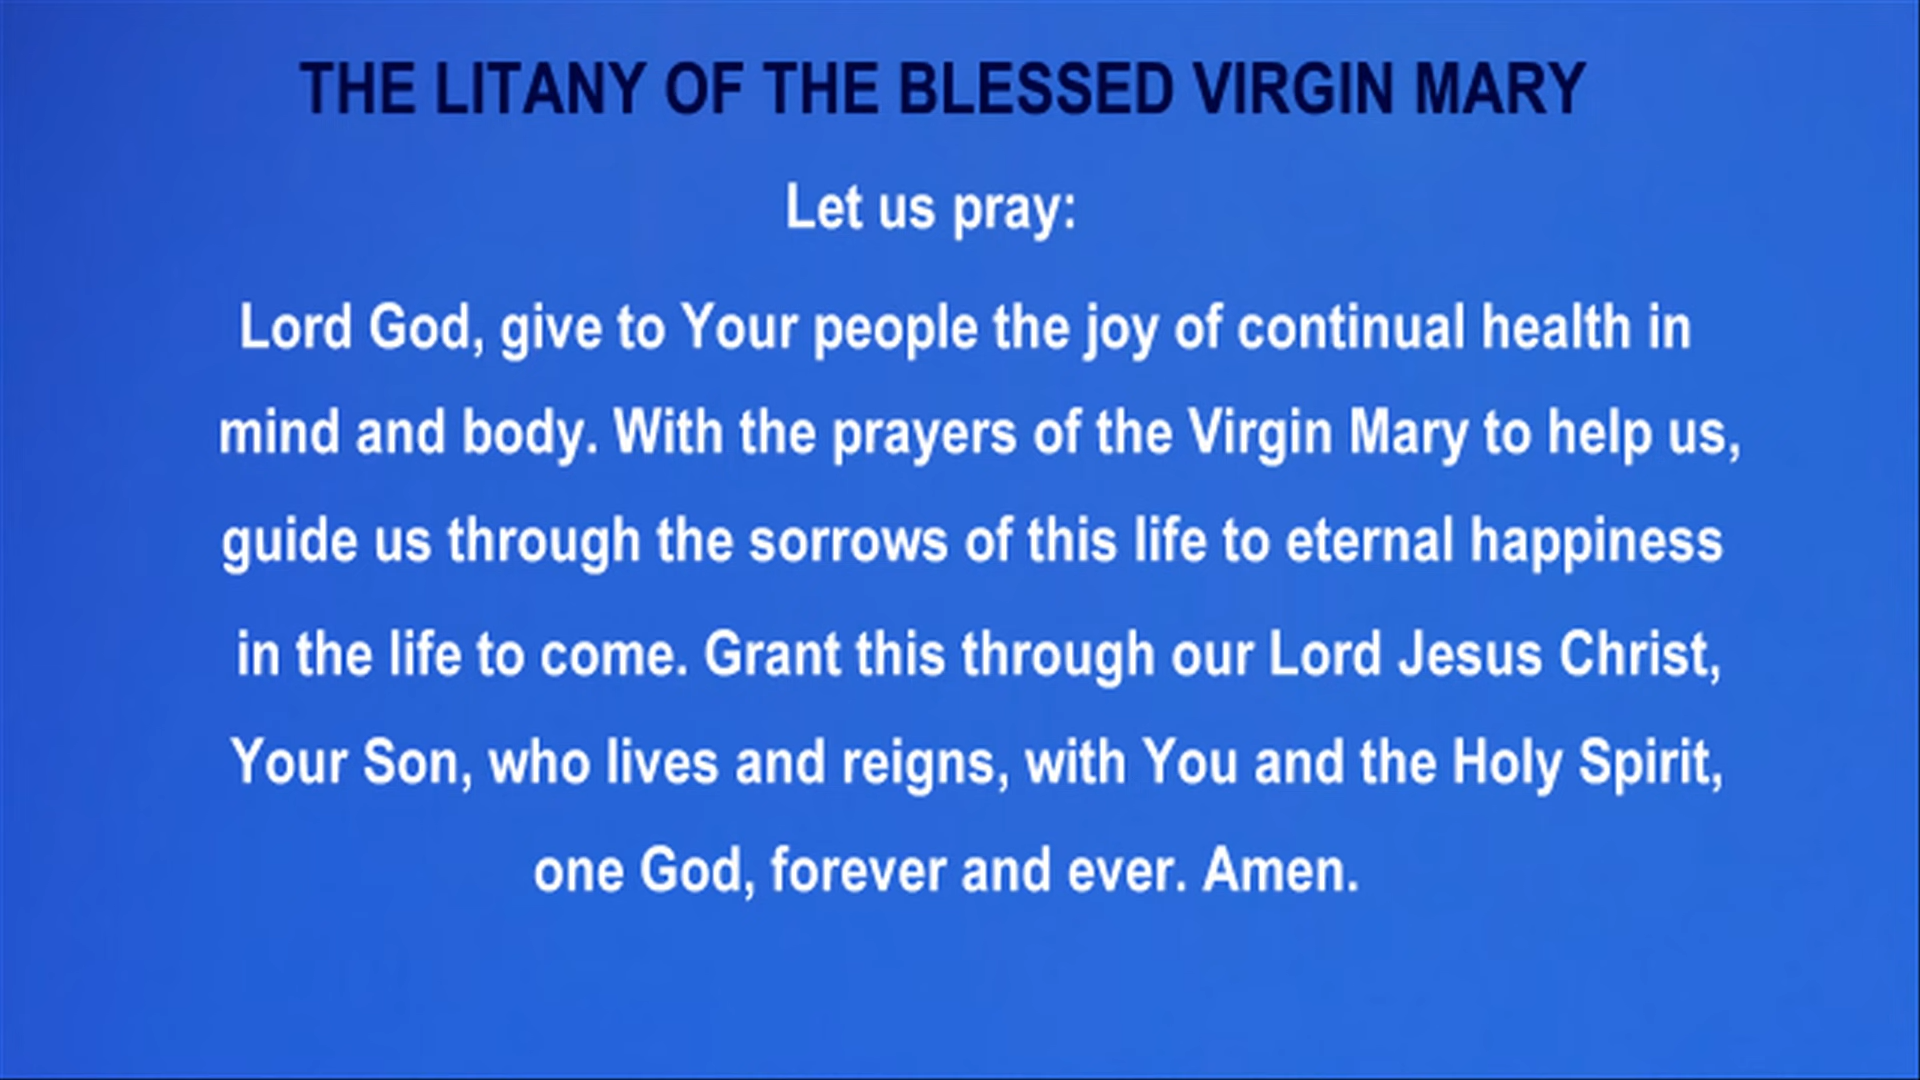 THE LITANY OF THE BLESSED VIRGIN MARY
Let us pray:
Lord God, give to Your people the joy of continual health in
mind and body. With the prayers of the Virgin Mary to help us,
guide us through the sorrows of this life to eternal happiness
in the life to come. Grant this through our Lord Jesus Christ,
Your Son, who lives and reigns, with You and the Holy Spirit,
one God, forever and ever. Amen.